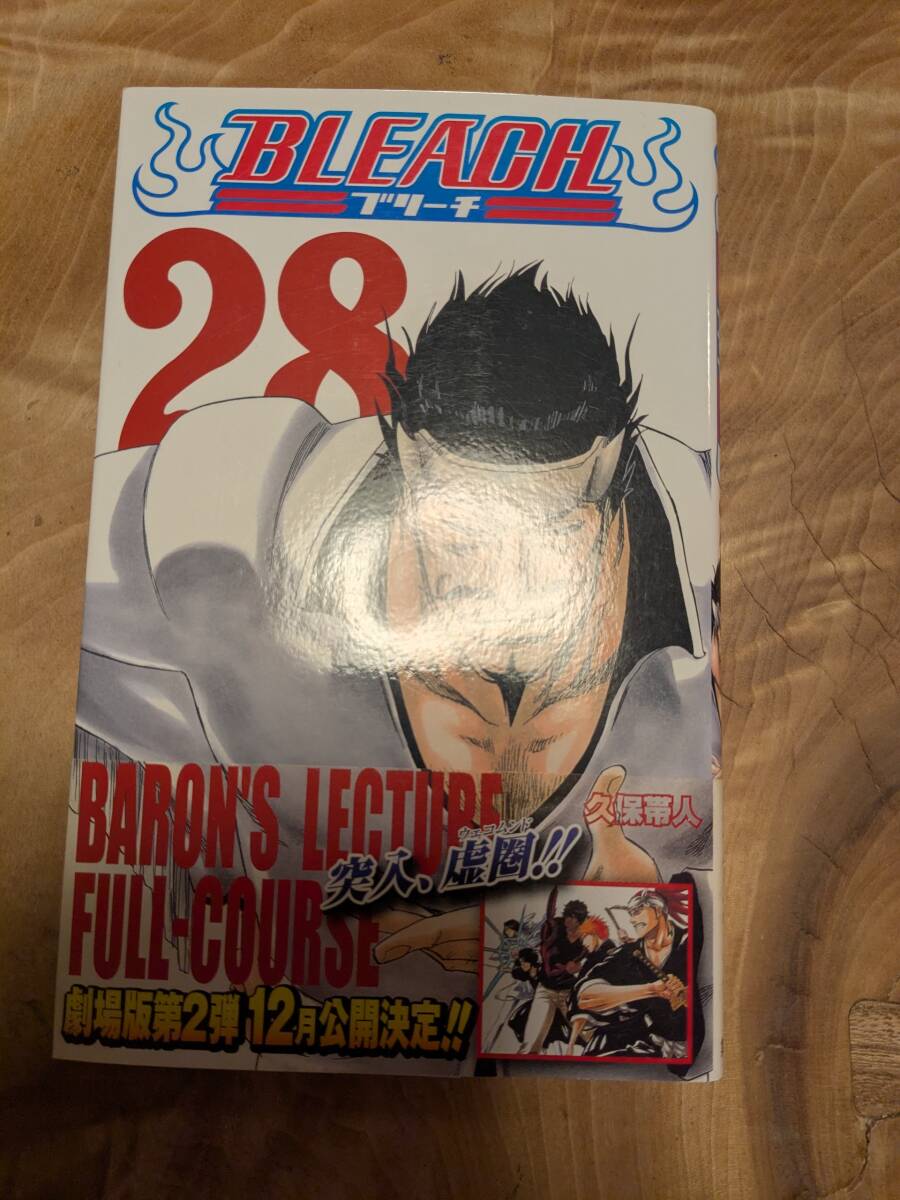 BLEACH
ブリーチ
28
BARON'S LECTURE
FULL-COURSE
久保帯人
ウェコムンド
突入、虚圏!!
劇場版第2弾 12月公開決定!!